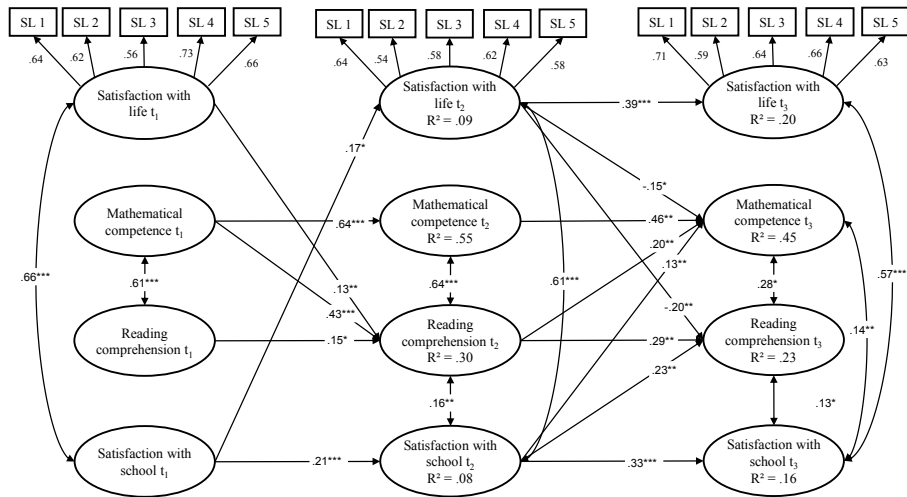 SL 1 SL 2 SL 3 SL 4 SL 5
.64 .62 .56 .73 .66
Satisfaction with
life t1
SL 1 SL 2 SL 3 SL 4 SL 5
.64 .54 .58 .62 .58
Satisfaction with
life t2
R² = .09
SL 1 SL 2 SL 3 SL 4 SL 5
.71 .59 .64 .66 .63
Satisfaction with
life t3
R² = .20
.39***
.17*
-.15*
Mathematical
competence t1
.64***
Mathematical
competence t2
R² = .55
.46**
Mathematical
competence t3
R² = .45
.20**
.13**
.66***
.61***
.13**
.43***
.64***
.61***
-.20**
.28*
.57***
Reading
comprehension t1
.15*
Reading
comprehension t2
R² = .30
.29**
Reading
comprehension t3
R² = .23
.14**
.23**
.16**
.13*
Satisfaction with
school t1
.21***
Satisfaction with
school t2
R² = .08
.33***
Satisfaction with
school t3
R² = .16